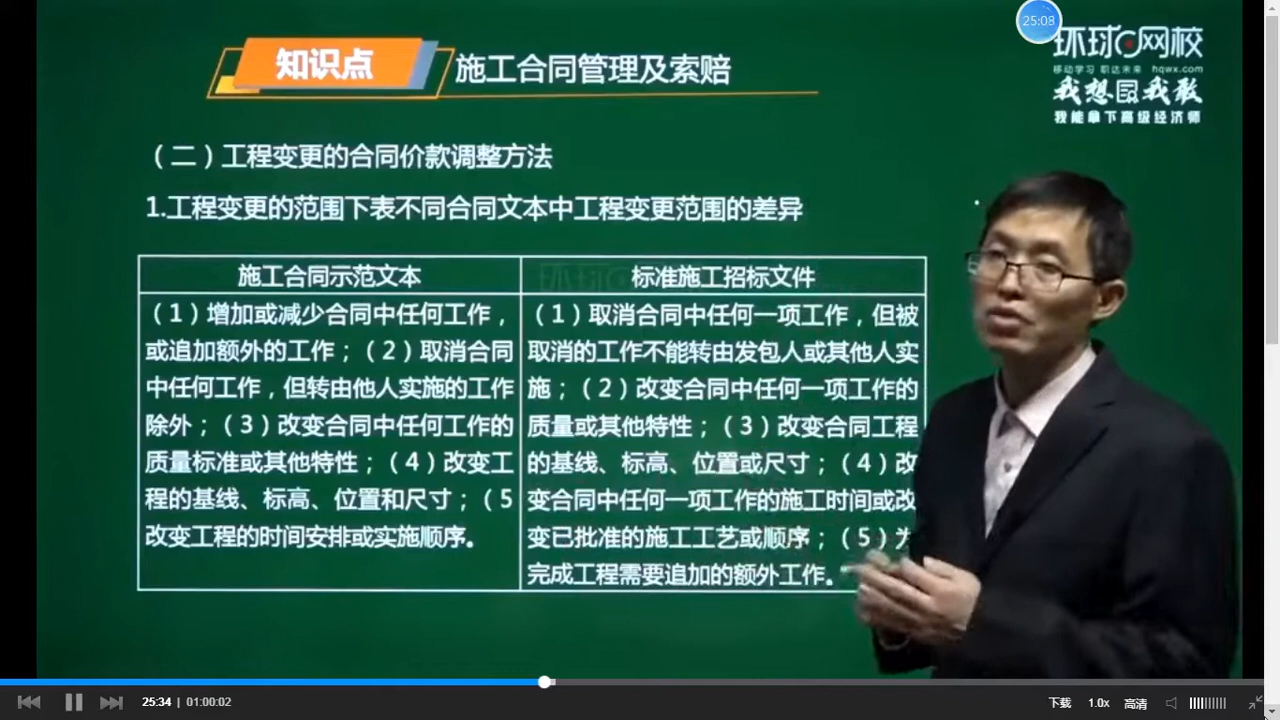 25:08
环球网校
移动学习 职达未来 hqwx.com
我想 我敢
我能拿下高级经济师
知识点
施工合同管理及索赔
（二）工程变更的合同价款调整方法
1.工程变更的范围下表不同合同文本中工程变更范围的差异
施工合同示范文本
（1）增加或减少合同中任何工作，
或追加额外的工作；（2）取消合同
中任何工作，但转由他人实施的工作
除外；（3）改变合同中任何工作的
质量标准或其他特性；（4）改变工
程的基线、标高、位置和尺寸；（5
改变工程的时间安排或实施顺序。
标准施工招标文件
（1）取消合同中任何一项工作，但被
取消的工作不能转由发包人或其他人实
施；（2）改变合同中任何一项工作的
质量或其他特性；（3）改变合同工程
的基线、标高、位置或尺寸；（4）改
变合同中任何一项工作的施工时间或改
变已批准的施工工艺或顺序；（5）为
完成工程需要追加的额外工作。
25:34 | 01:00:02
下载 1.0x 高清